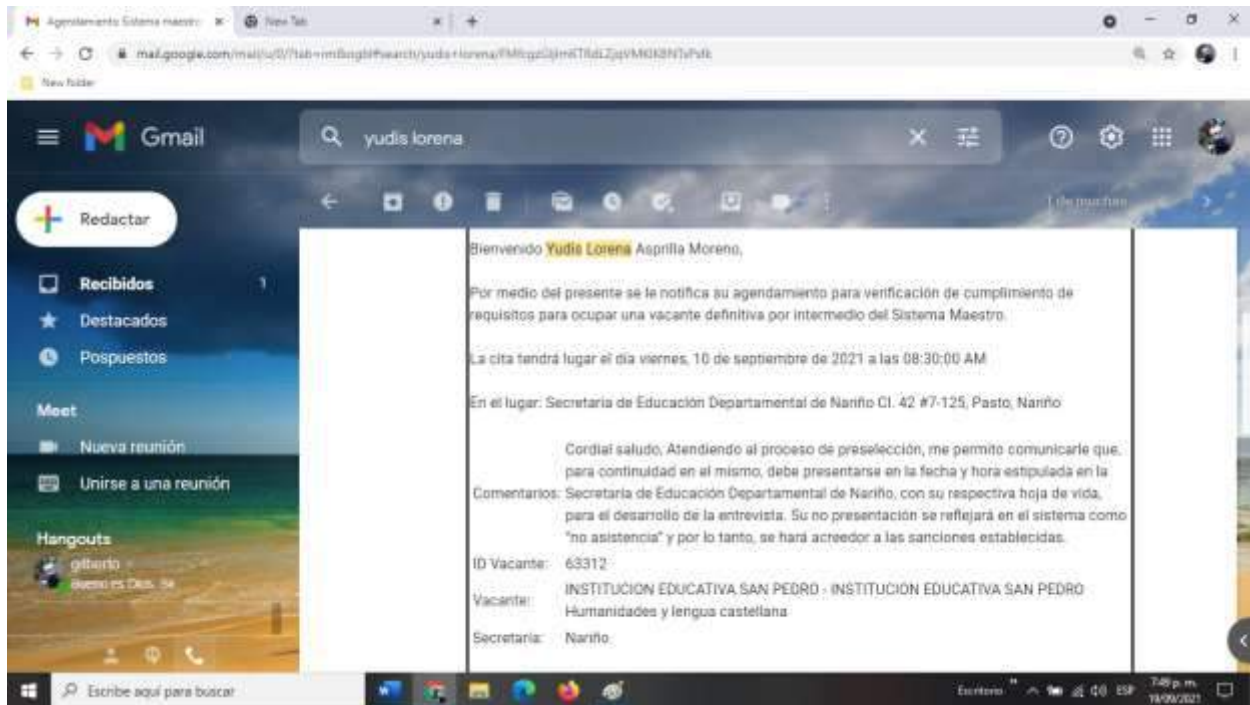 Agendamiento Sistema maestro
New Tab
New folder
Gmail
yudis lorena
Redactar
Bienvenido Yudis Lorena Asprilla Moreno,
Recibidos 1
Por medio del presente se le notifica su agendamiento para verificación de cumplimiento de
requisitos para ocupar una vacante definitiva por intermedio del Sistema Maestro.
Destacados
Pospuestos
La cita tendrá lugar el día viernes, 10 de septiembre de 2021 a las 08:30:00 AM
En el lugar: Secretaria de Educación Departamental de Nariño Cl. 42 #7-125, Pasto, Nariño
Meet
Nueva reunión
Unirse a una reunión
Cordial saludo, Atendiendo al proceso de preselección, me permito comunicarle que,
para continuidad en el mismo, debe presentarse en la fecha y hora estipulada en la
Comentarios: Secretaría de Educación Departamental de Nariño, con su respectiva hoja de vida,
para el desarrollo de la entrevista. Su no presentación se reflejará en el sistema como
"no asistencia" y por lo tanto, se hará acreedor a las sanciones establecidas.
Hangouts
gilberto
ID Vacante: 63312
Vacante: INSTITUCION EDUCATIVA SAN PEDRO - INSTITUCION EDUCATIVA SAN PEDRO
Humanidades y lengua castellana
Secretaría: Nariño
Escribe aquí para buscar
Escritorio
ESP
7:49 p. m.
19/09/2021